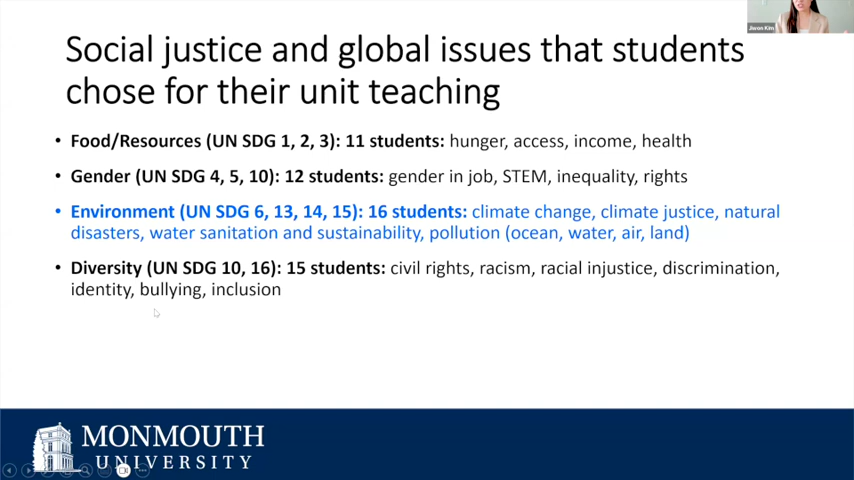 Jiwon Kim
Social justice and global issues that students
chose for their unit teaching
• Food/Resources (UN SDG 1, 2, 3): 11 students: hunger, access, income, health
• Gender (UN SDG 4, 5, 10): 12 students: gender in job, STEM, inequality, rights
• Environment (UN SDG 6, 13, 14, 15): 16 students: climate change, climate justice, natural
disasters, water sanitation and sustainability, pollution (ocean, water, air, land)
• Diversity (UN SDG 10, 16): 15 students: civil rights, racism, racial injustice, discrimination,
identity, bullying, inclusion
MONMOUTH
UNIVERSITY